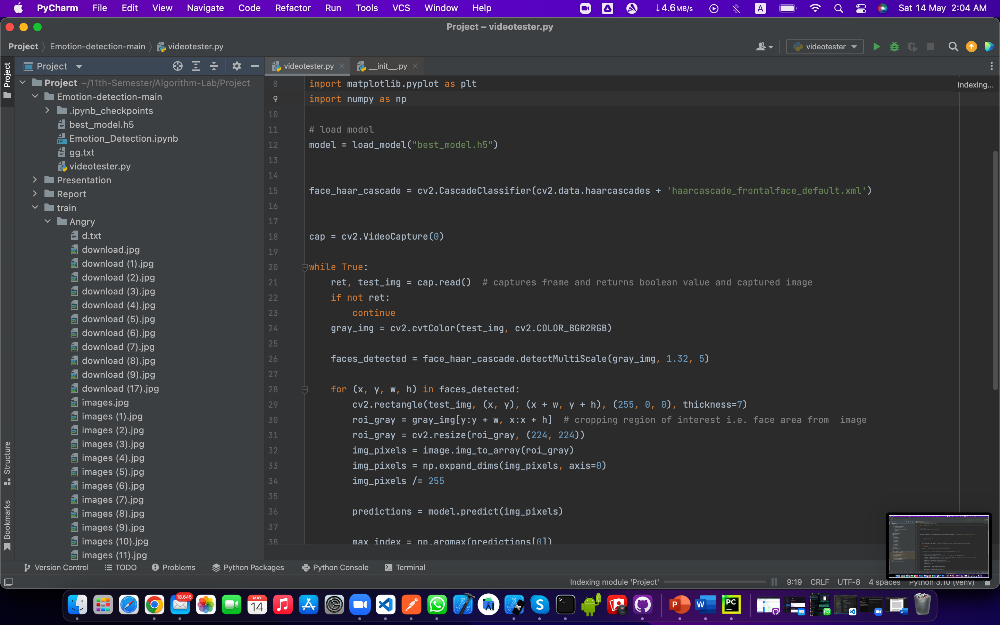 PyCharm File Edit View Navigate Code Refactor Run Tools VCS Window Help ↓4.6MB/s A Sat 14 May 2:04 AM
Project – videotester.py
Project Emotion-detection-main videotester.py videotester
Project
Project
videotester.py
__init__.py
Project ~/11th-Semester/Algorithm-Lab/Project
Emotion-detection-main
.ipynb_checkpoints
best_model.h5
IP Emotion_Detection.ipynb
gg.txt
videotester.py
Presentation
Report
train
Angry
d.txt
download.jpg
download (1).jpg
download (2).jpg
download (3).jpg
download (4).jpg
download (5).jpg
download (6).jpg
download (7).jpg
download (8).jpg
download (9).jpg
download (17).jpg
images.jpg
images (1).jpg
images (2).jpg
images (3).jpg
images (4).jpg
images (5).jpg
images (6).jpg
images (7).jpg
images (8).jpg
images (9).jpg
images (10).jpg
images (11).jpg
Structure
Bookmarks
Indexing...
8 import matplotlib.pyplot as plt
9 import numpy as np
10
11 # load model
12 model = load_model("best_model.h5")
13
14
15 face_haar_cascade = cv2.CascadeClassifier(cv2.data.haarcascades + 'haarcascade_frontalface_default.xml')
16
17
18 cap = cv2.VideoCapture(0)
19
20 while True:
21 ret, test_img = cap.read() # captures frame and returns boolean value and captured image
22 if not ret:
23 continue
24 gray_img = cv2.cvtColor(test_img, cv2.COLOR_BGR2RGB)
25
26 faces_detected = face_haar_cascade.detectMultiScale(gray_img, 1.32, 5)
27
28 for (x, y, w, h) in faces_detected:
29 cv2.rectangle(test_img, (x, y), (x + w, y + h), (255, 0, 0), thickness=7)
30 roi_gray = gray_img[y:y + w, x:x + h] # cropping region of interest i.e. face area from  image
31 roi_gray = cv2.resize(roi_gray, (224, 224))
32 img_pixels = image.img_to_array(roi_gray)
33 img_pixels = np.expand_dims(img_pixels, axis=0)
34 img_pixels /= 255
35
36 predictions = model.predict(img_pixels)
37
38 max_index = np.argmax(predictions[0])
Version Control TODO Problems Python Packages Python Console Terminal
Indexing module 'Project' 9:19 CRLF UTF-8 4 spaces Python 3.10 (venv)
18,645
MAY
14
S
>_
P
W
PC